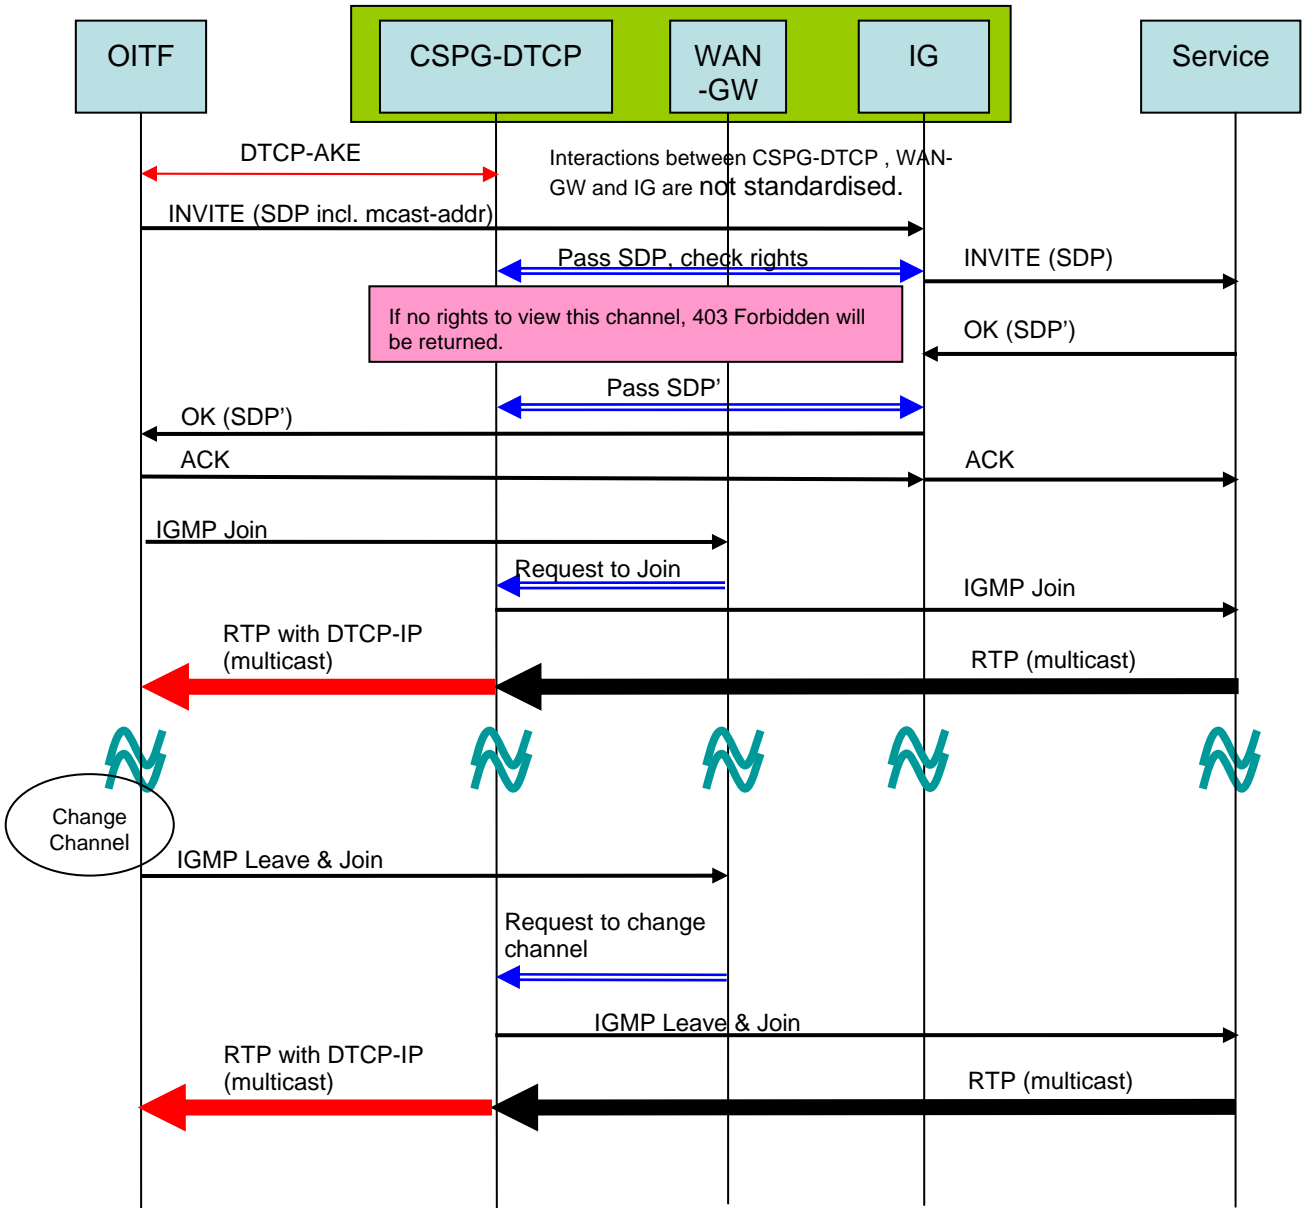 OITF
CSPG-DTCP
WAN
-GW
IG
Service
DTCP-AKE
Interactions between CSPG-DTCP , WAN-
GW and IG are not standardised.
INVITE (SDP incl. mcast-addr)
Pass SDP, check rights
INVITE (SDP)
If no rights to view this channel, 403 Forbidden will
be returned.
OK (SDP')
Pass SDP'
OK (SDP')
ACK
ACK
IGMP Join
Request to Join
IGMP Join
RTP with DTCP-IP
(multicast)
RTP (multicast)
Change
Channel
IGMP Leave & Join
Request to change
channel
IGMP Leave & Join
RTP with DTCP-IP
(multicast)
RTP (multicast)